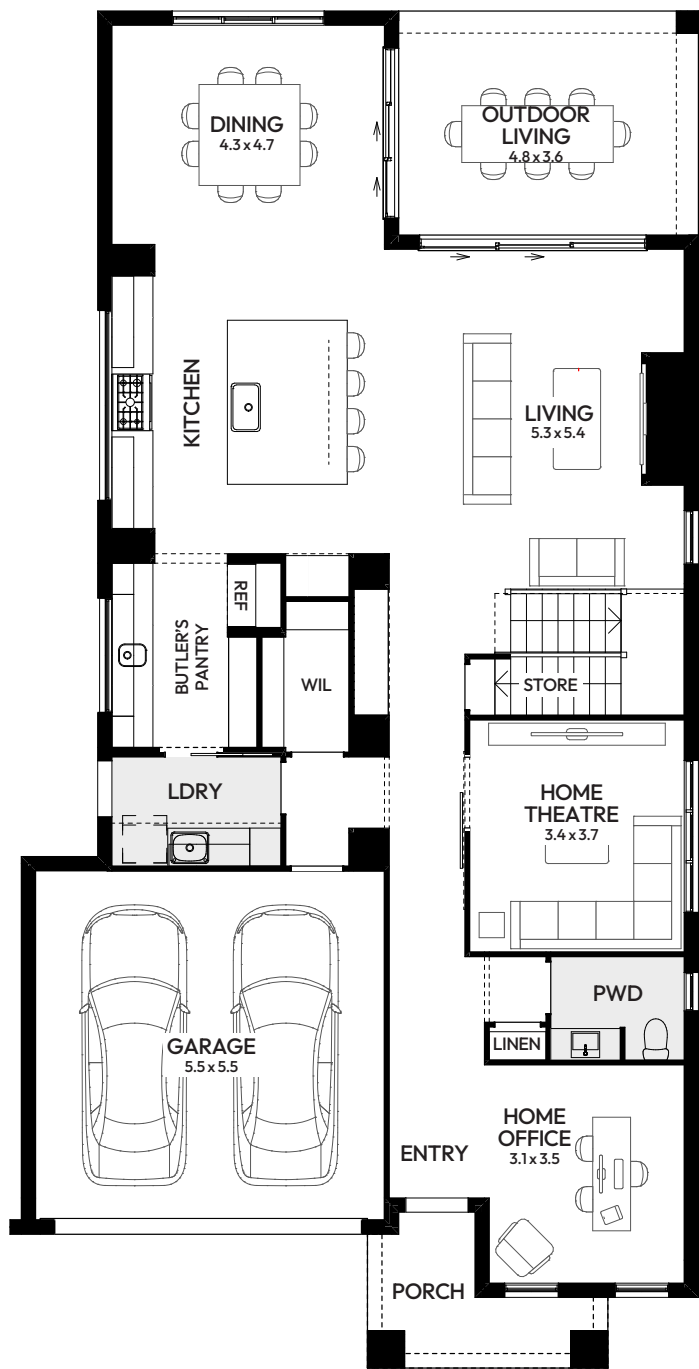 DINING
4.3 x 4.7
OUTDOOR
LIVING
4.8 x 3.6
KITCHEN
LIVING
5.3 x 5.4
REF
BUTLER'S
PANTRY
WIL
STORE
LDRY
HOME
THEATRE
3.4 x 3.7
PWD
LINEN
GARAGE
5.5 x 5.5
HOME
OFFICE
3.1 x 3.5
ENTRY
PORCH